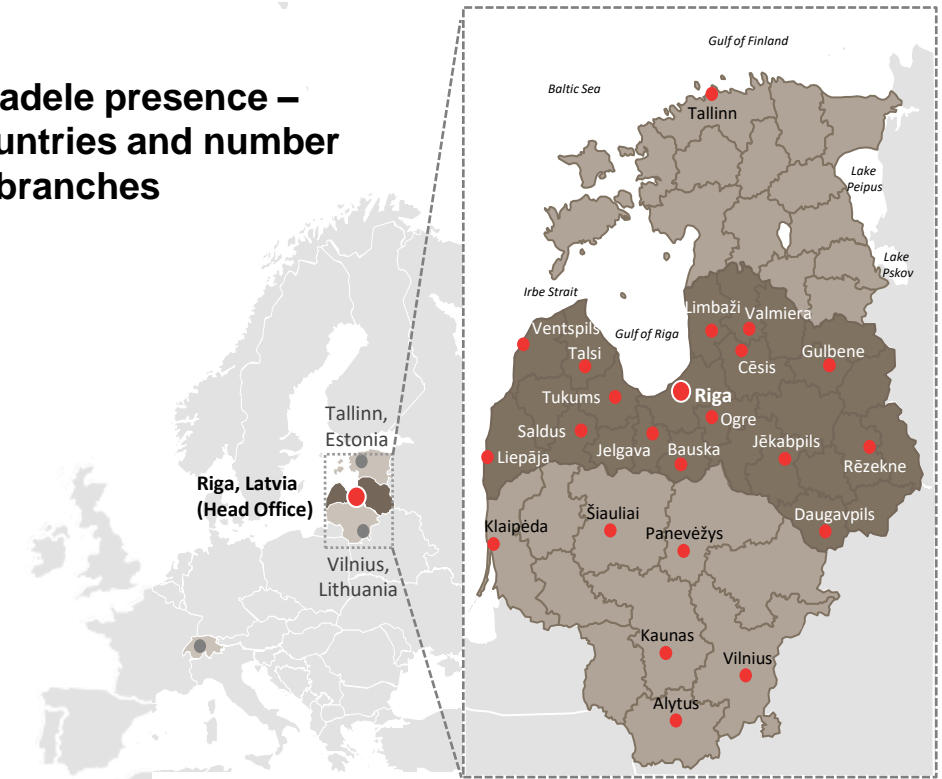 adele presence –
untries and number
branches
Tallinn,
Estonia
Riga, Latvia
(Head Office)
Vilnius,
Lithuania
Gulf of Finland
Baltic Sea
Tallinn
Lake
Peipus
Lake
Pskov
Irbe Strait
Gulf of Riga
Limbaži
Valmiera
Ventspils
Talsi
Cēsis
Gulbene
Tukums
Riga
Ogre
Saldus
Jelgava
Bauska
Jēkabpils
Rēzekne
Liepāja
Daugavpils
Klaipėda
Šiauliai
Panevėžys
Kaunas
Vilnius
Alytus